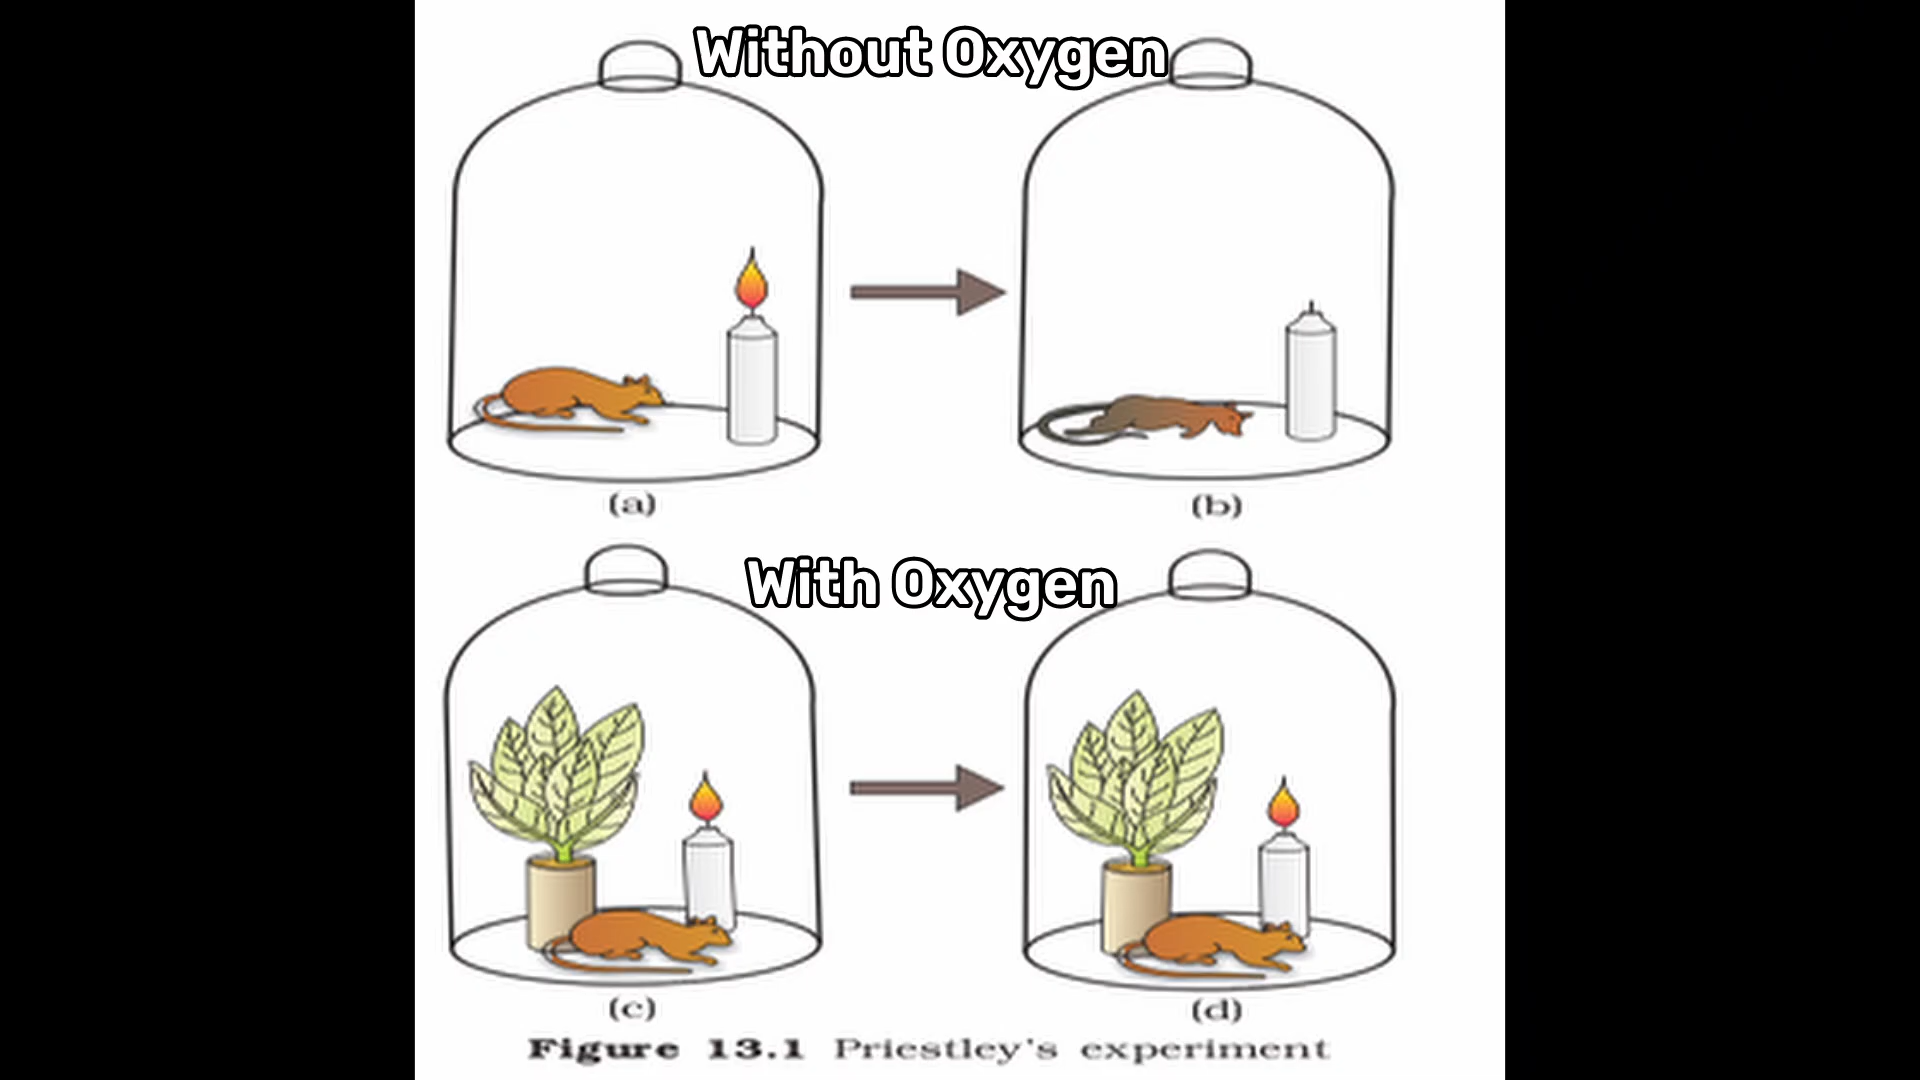 Without Oxygen
(a)
(b)
With Oxygen
(c)
(d)
Figure 13.1 Priestley's experiment